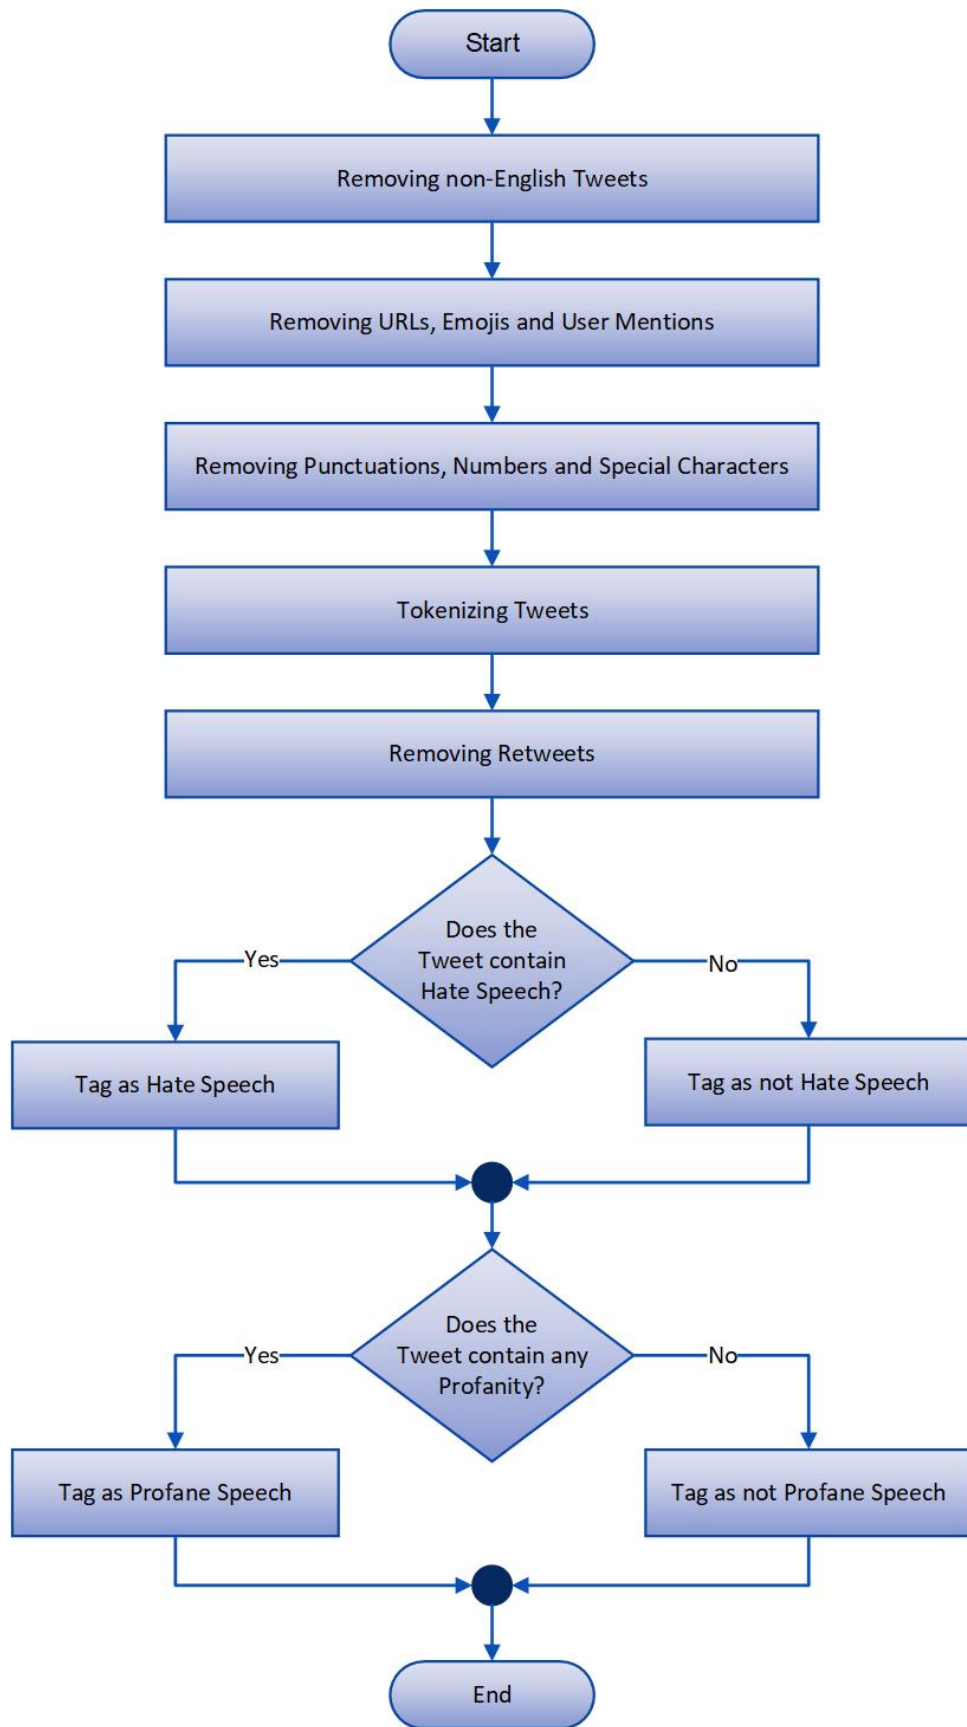 Start
Removing non-English Tweets
Removing URLs, Emojis and User Mentions
Removing Punctuations, Numbers and Special Characters
Tokenizing Tweets
Removing Retweets
Does the
Tweet contain
Hate Speech?
Yes
No
Tag as Hate Speech
Tag as not Hate Speech
Does the
Tweet contain any
Profanity?
Yes
No
Tag as Profane Speech
Tag as not Profane Speech
End